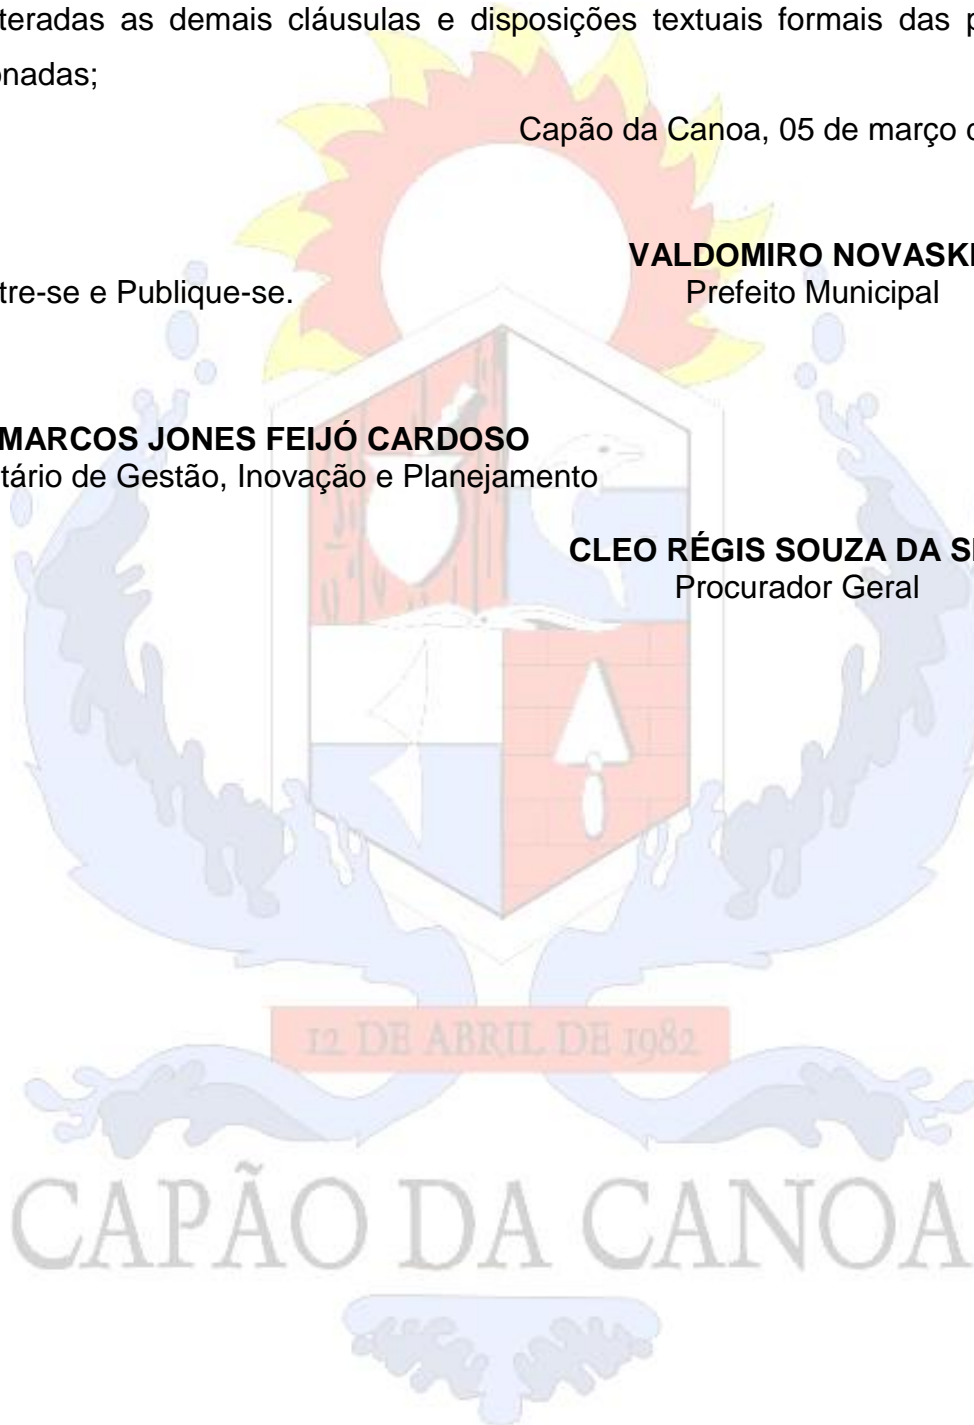 teradas as demais cláusulas e disposições textuais formais das p
onadas;
Capão da Canoa, 05 de março
VALDOMIRO NOVASKI
tre-se e Publique-se.
Prefeito Municipal
MARCOS JONES FEIJÓ CARDOSO
tário de Gestão, Inovação e Planejamento
CLEO RÉGIS SOUZA DA S
Procurador Geral
12 DE ABRIL DE 1982
CAPÃO DA CANOA